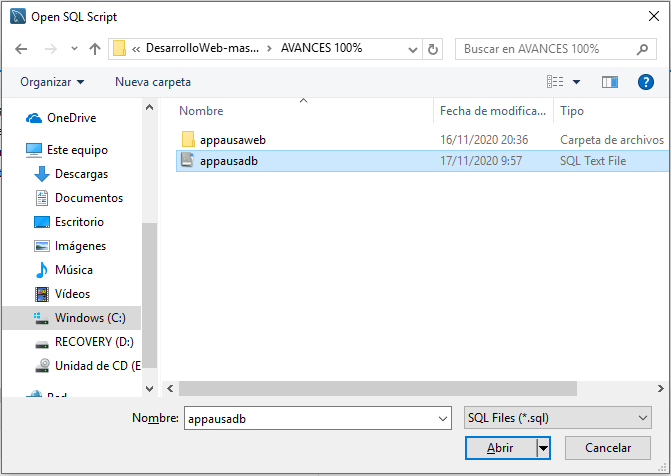 Open SQL Script
« DesarrolloWeb-mas... > AVANCES 100%
Buscar en AVANCES 100%
Organizar
Nueva carpeta
Nombre
Fecha de modifica...
Tipo
OneDrive
Este equipo
Descargas
Documentos
Escritorio
Imágenes
Música
Vídeos
Windows (C:)
RECOVERY (D:)
Unidad de CD (E
appausaweb 16/11/2020 20:36 Carpeta de archivos
appausadb 17/11/2020 9:57 SQL Text File
Nombre: appausadb
SQL Files (*.sql)
Abrir
Cancelar